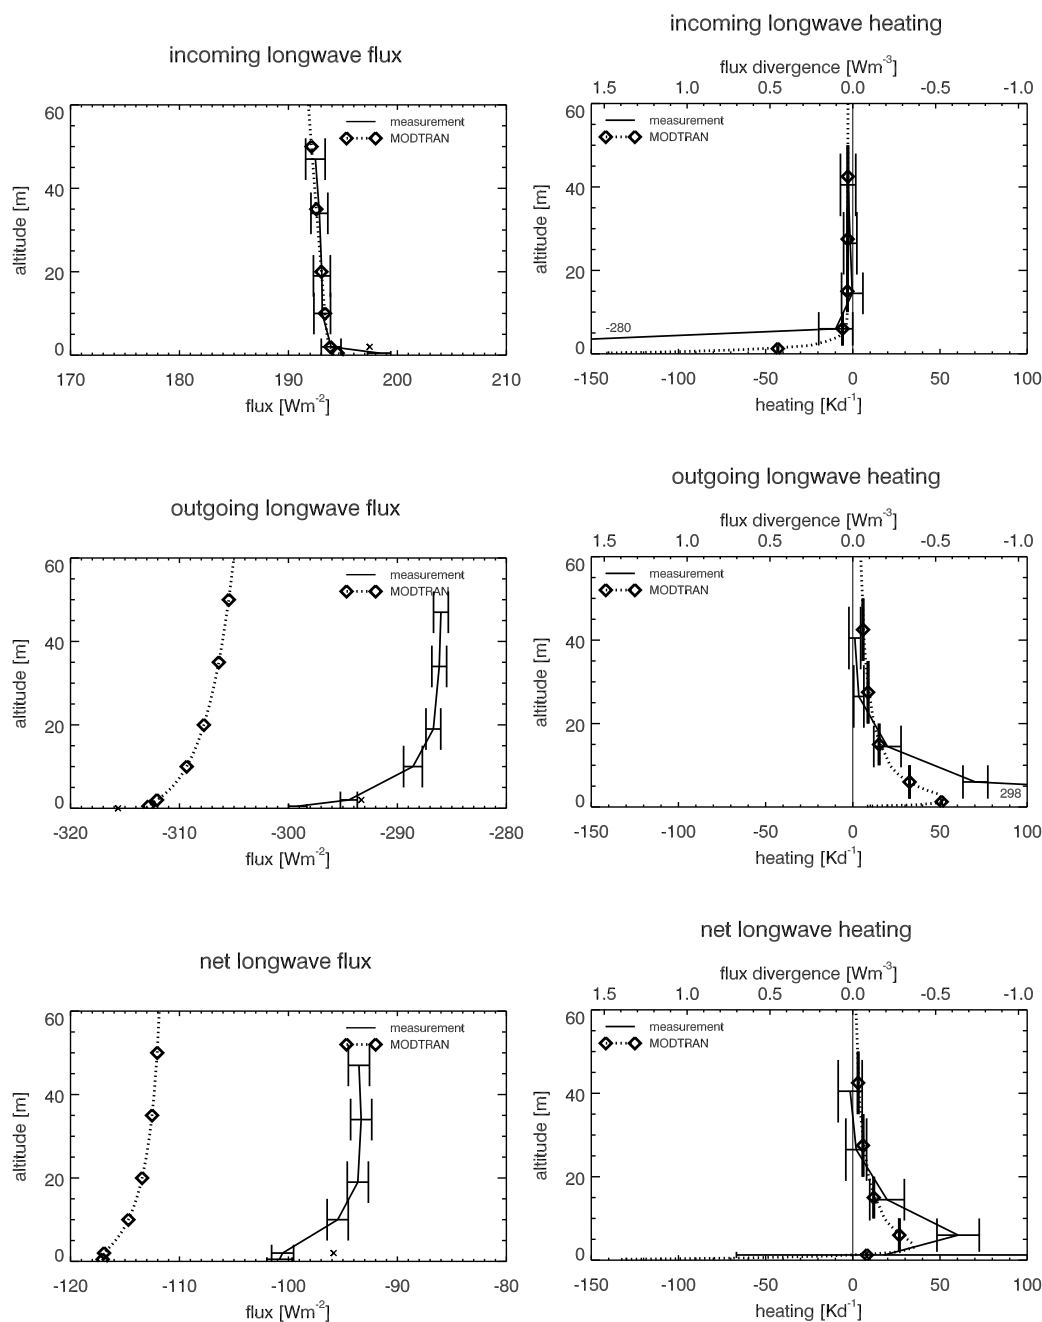 incoming longwave flux
60
40
20
0
altitude [m]
measurement
MODTRAN
170 180 190 200 210
flux [Wm-2]
incoming longwave heating
flux divergence [Wm-3]
1.5 1.0 0.5 0.0 -0.5 -1.0
60
40
20
0
altitude [m]
measurement
MODTRAN
-280
-150 -100 -50 0 50 100
heating [Kd-1]
outgoing longwave flux
60
40
20
0
altitude [m]
measurement
MODTRAN
-320 -310 -300 -290 -280
flux [Wm-2]
outgoing longwave heating
flux divergence [Wm-3]
1.5 1.0 0.5 0.0 -0.5 -1.0
60
40
20
0
altitude [m]
measurement
MODTRAN
298
-150 -100 -50 0 50 100
heating [Kd-1]
net longwave flux
60
40
20
0
altitude [m]
measurement
MODTRAN
-120 -110 -100 -90 -80
flux [Wm-2]
net longwave heating
flux divergence [Wm-3]
1.5 1.0 0.5 0.0 -0.5 -1.0
60
40
20
0
altitude [m]
measurement
MODTRAN
-150 -100 -50 0 50 100
heating [Kd-1]